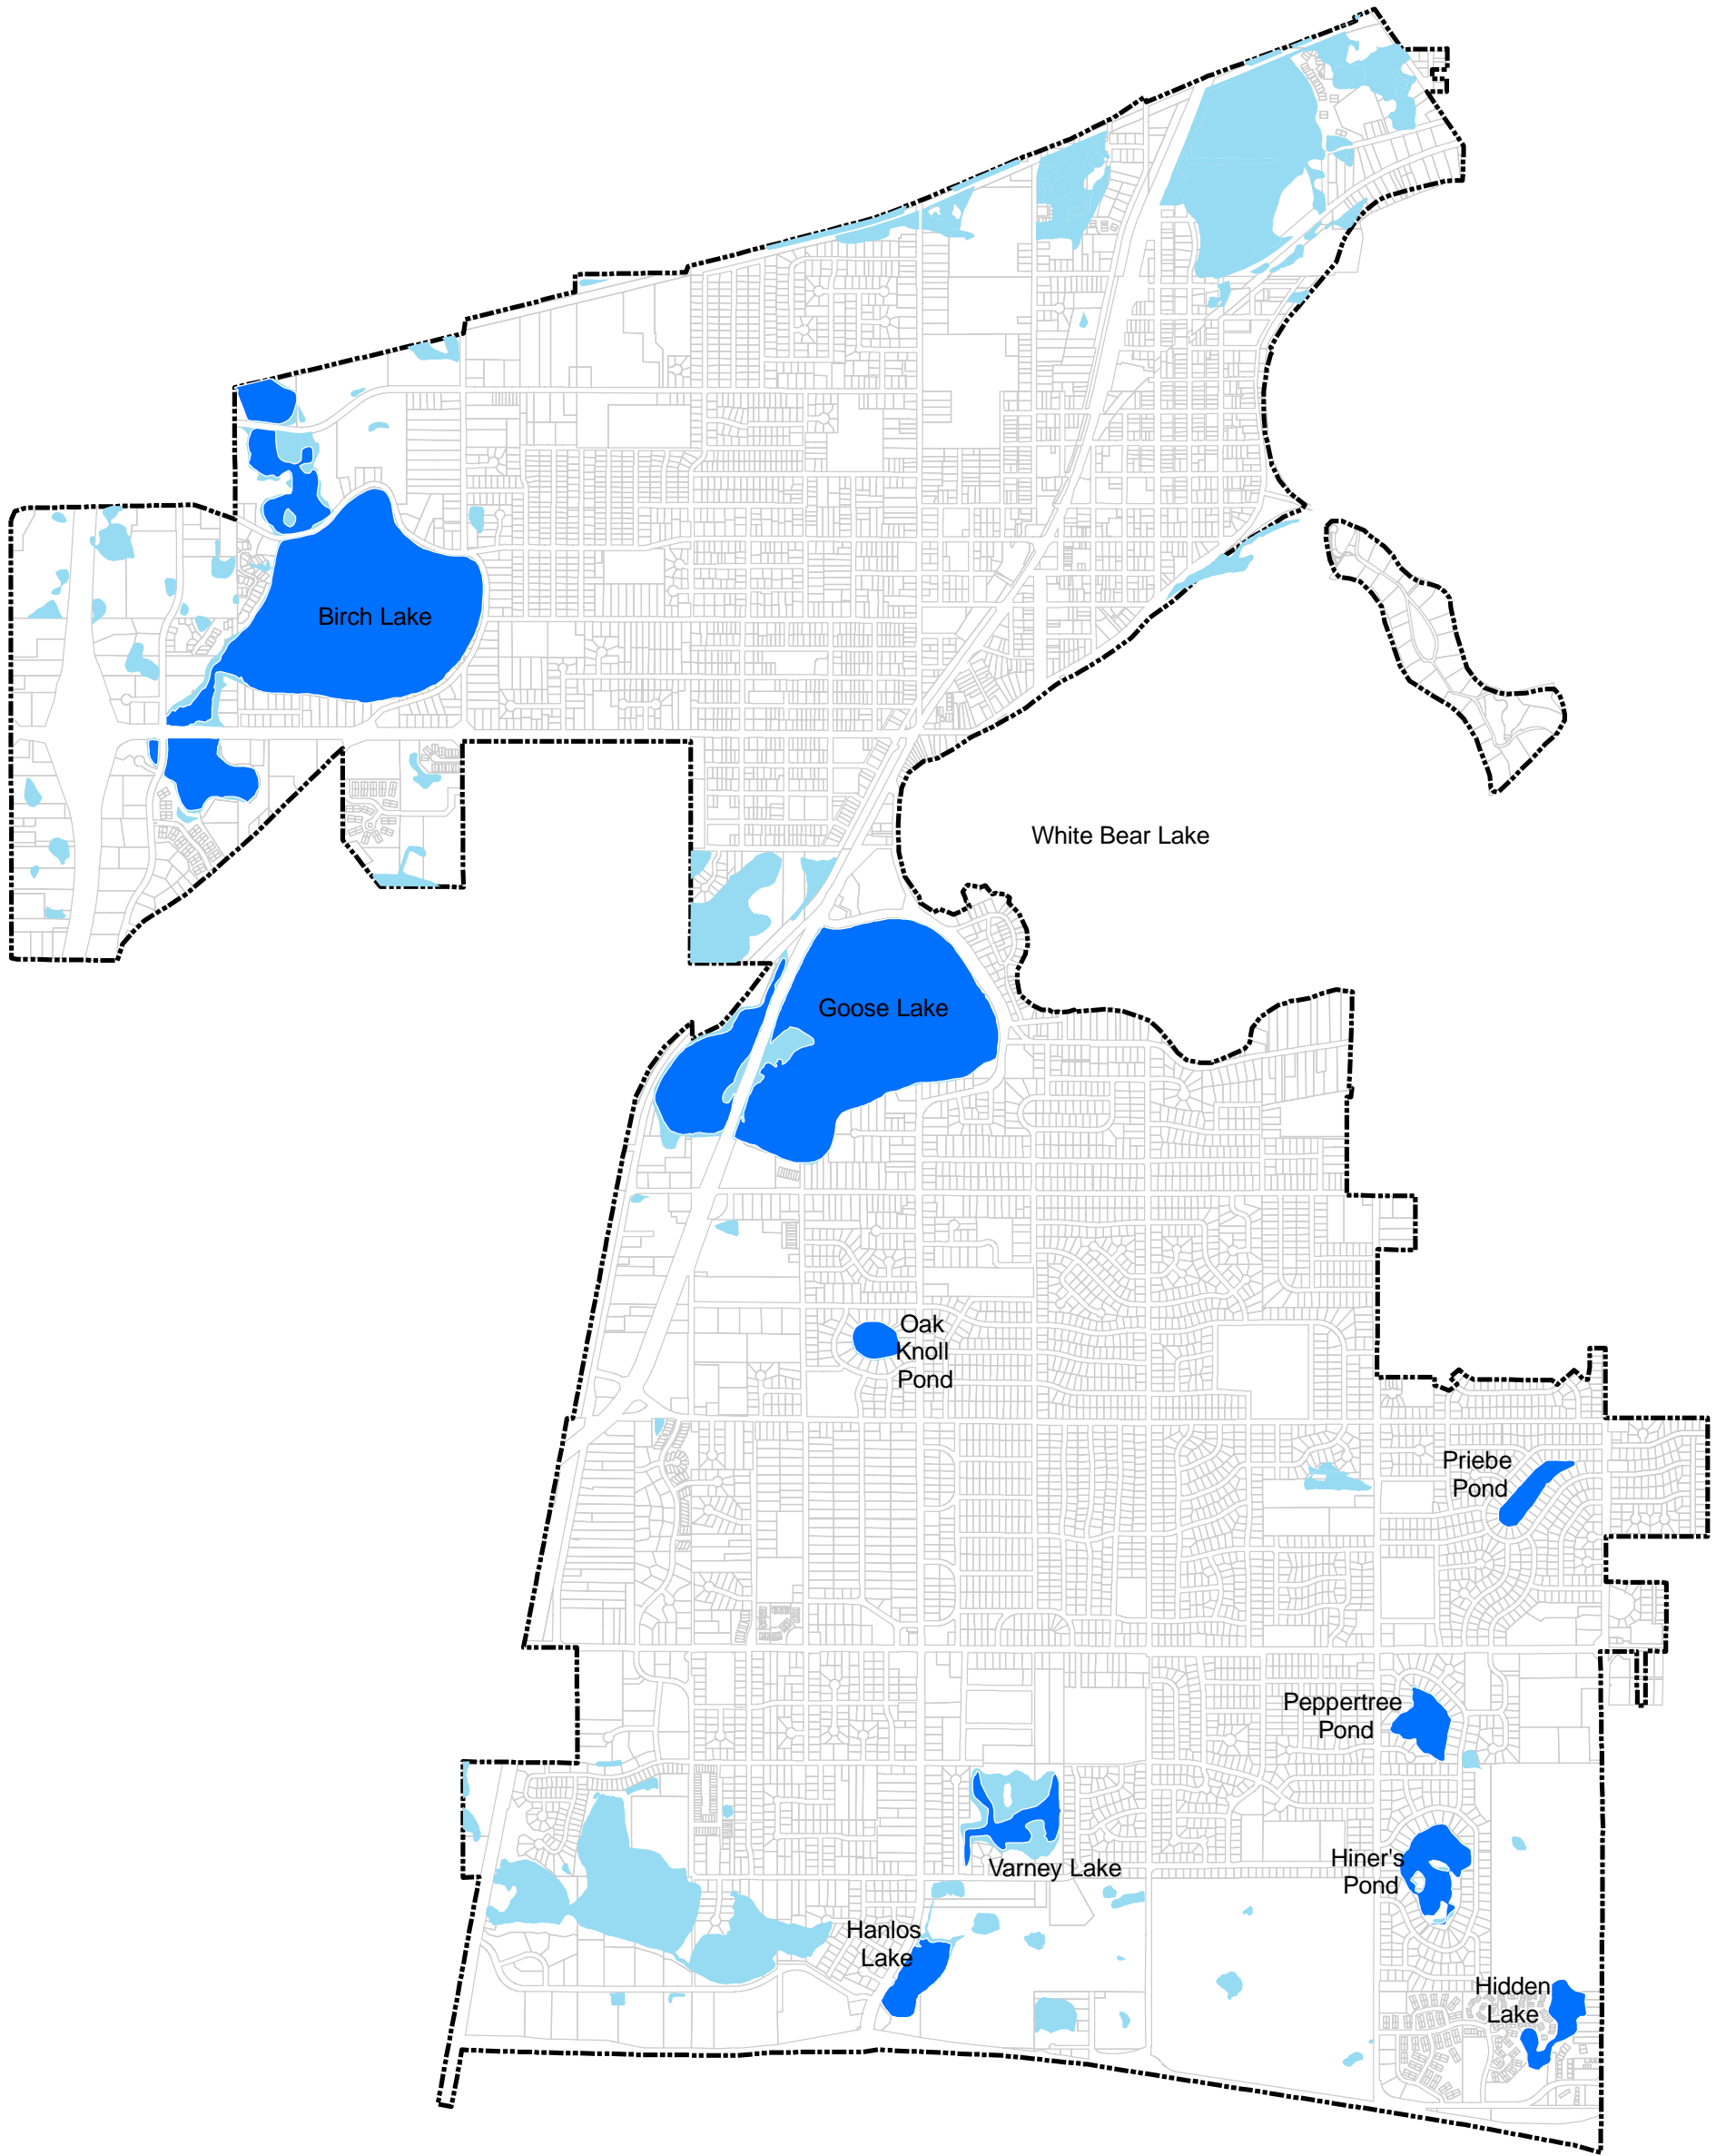 Birch Lake
White Bear Lake
Goose Lake
Oak
Knoll
Pond
Priebe
Pond
Peppertree
Pond
Varney Lake
Hiner's
Pond
Hanlos
Lake
Hidden
Lake